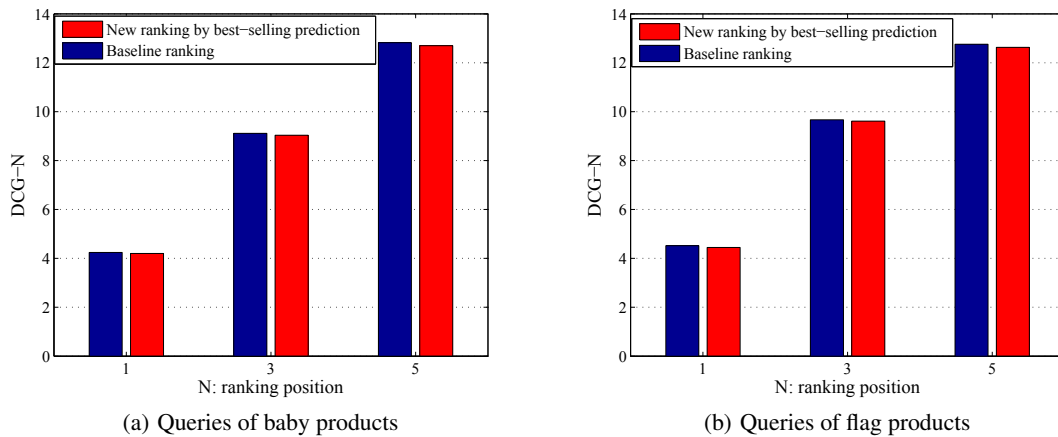 New ranking by best−selling prediction
Baseline ranking
14
12
10
8
6
4
2
0
DCG−N
1 3 5
N: ranking position
(a) Queries of baby products
New ranking by best−selling prediction
Baseline ranking
14
12
10
8
6
4
2
0
DCG−N
1 3 5
N: ranking position
(b) Queries of flag products